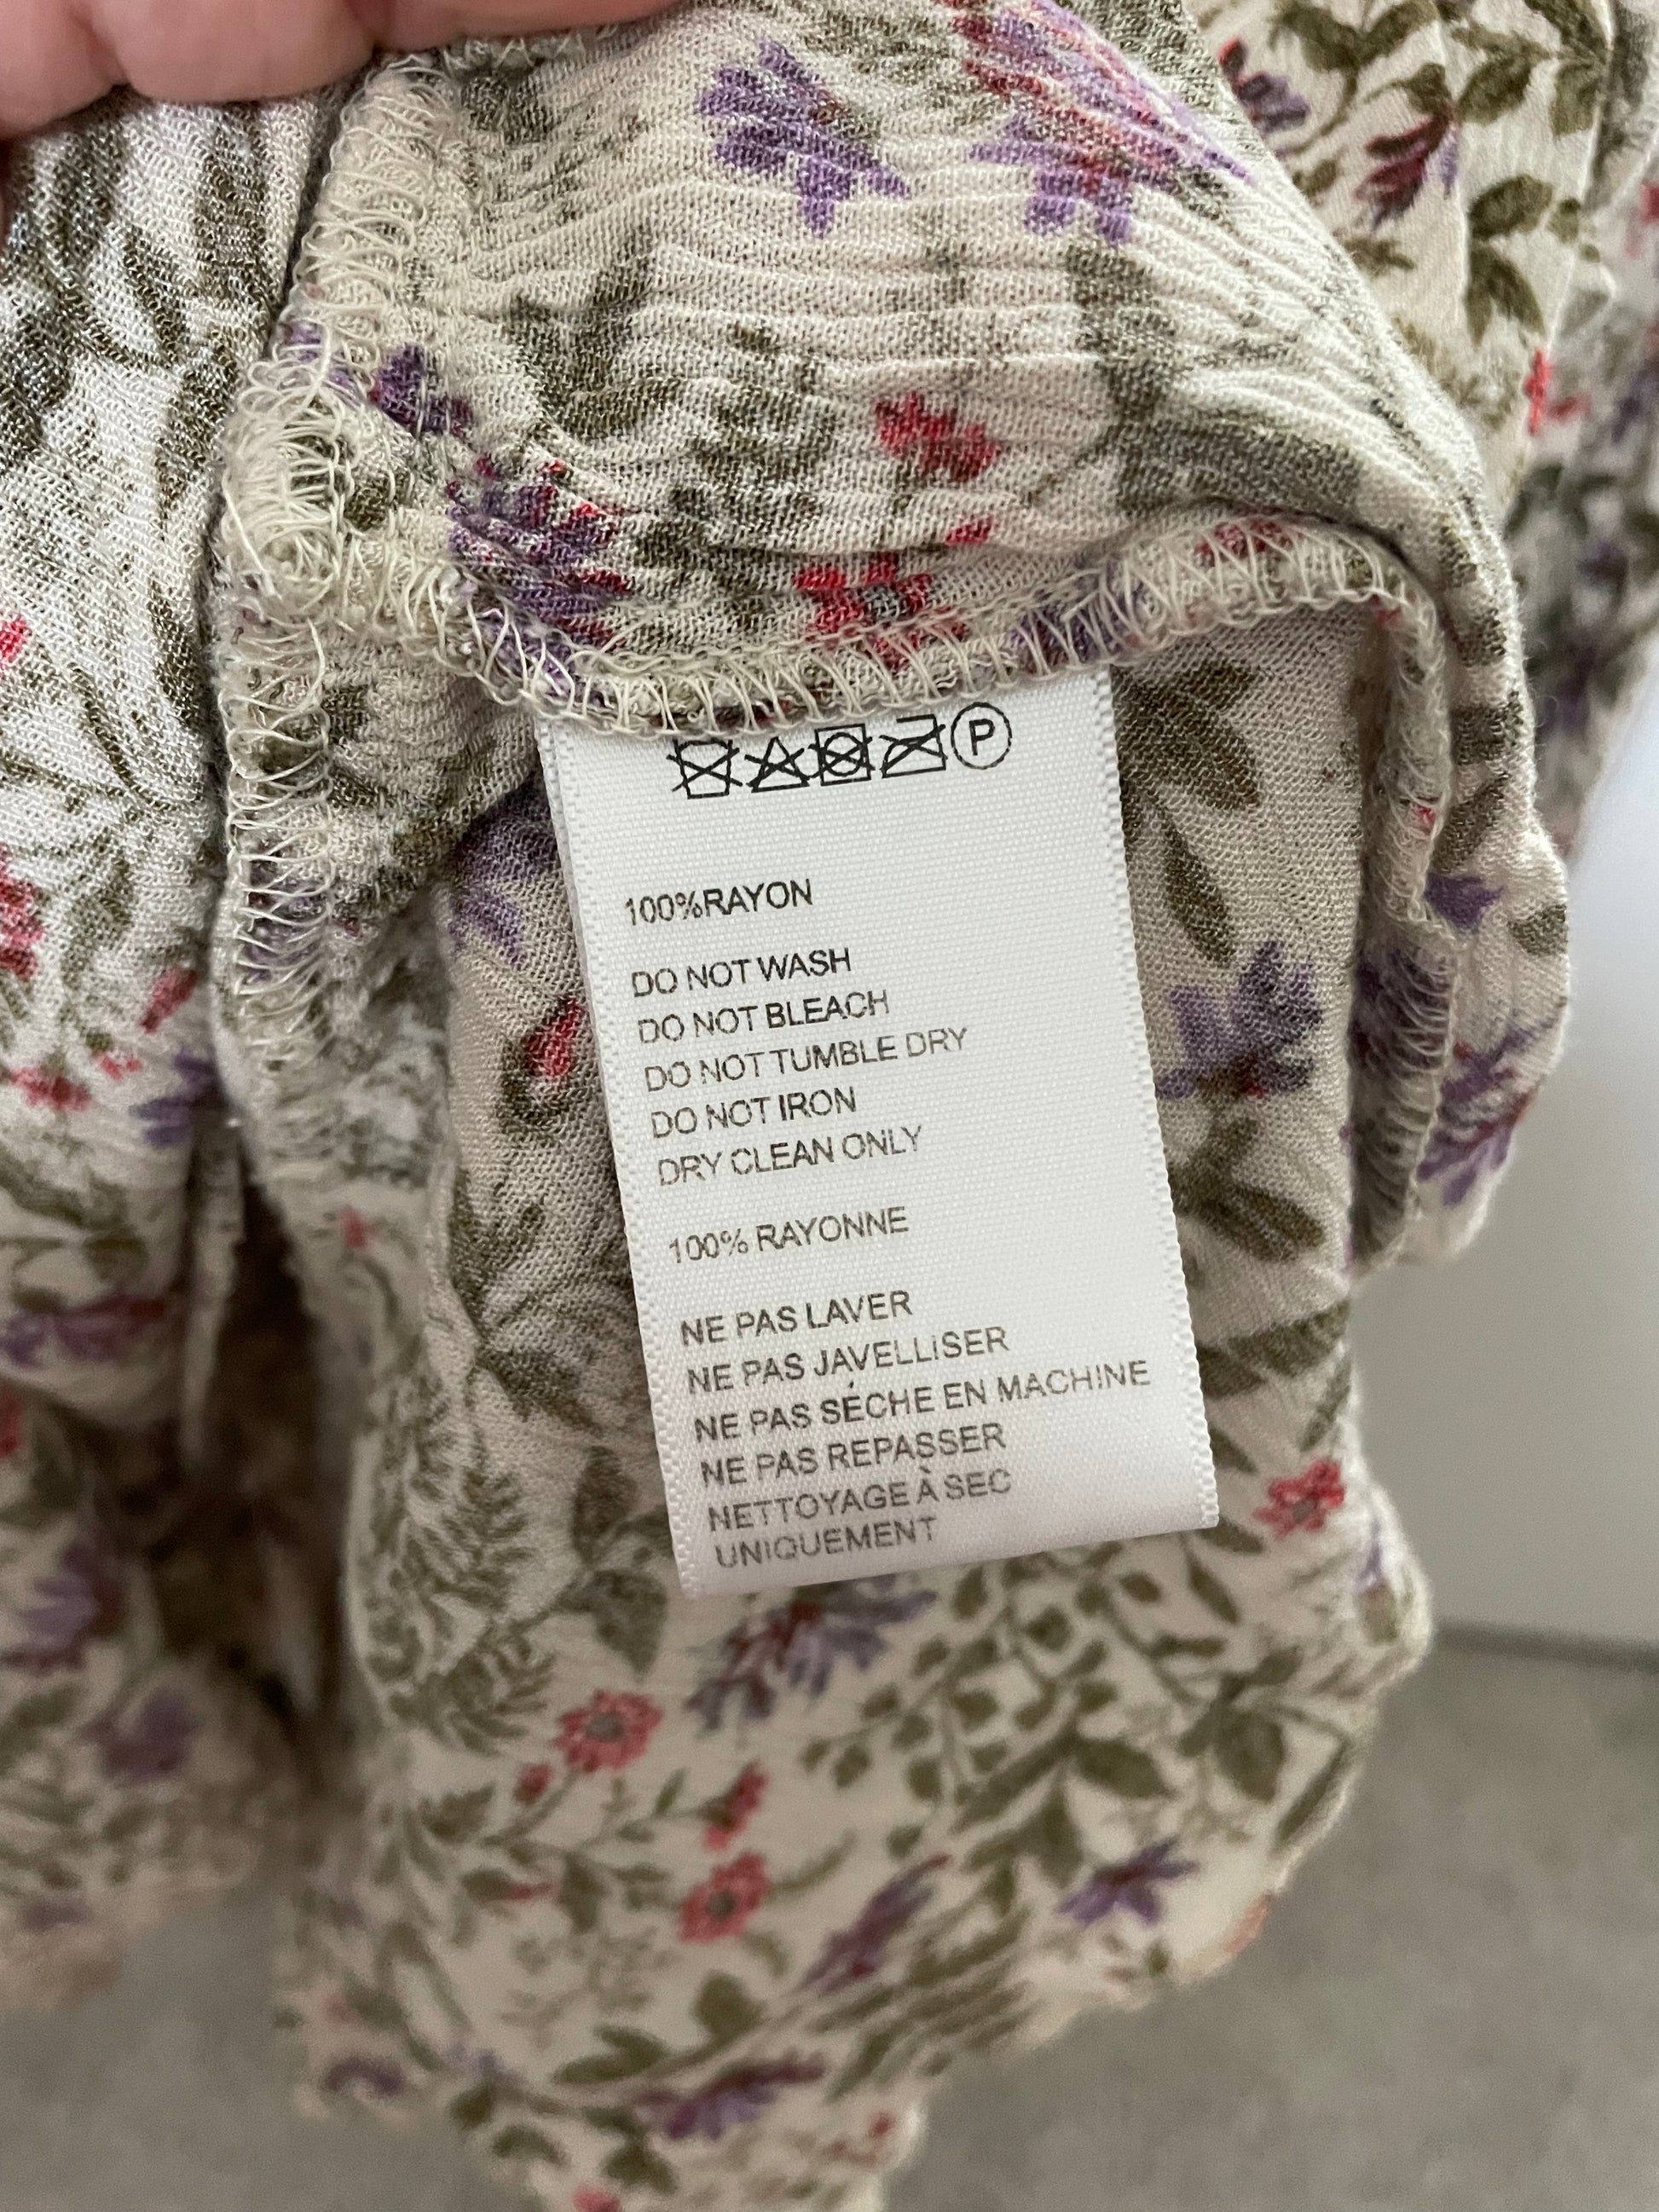 P
100%RAYON
DO NOT WASH
DO NOT BLEACH
DO NOT TUMBLE DRY
DO NOT IRON
DRY CLEAN ONLY
100% RAYONNE
NE PAS LAVER
NE PAS JAVELLISER
NE PAS SÉCHE EN MACHINE
NE PAS REPASSER
NETTOYAGE À SEC
UNIQUEMENT